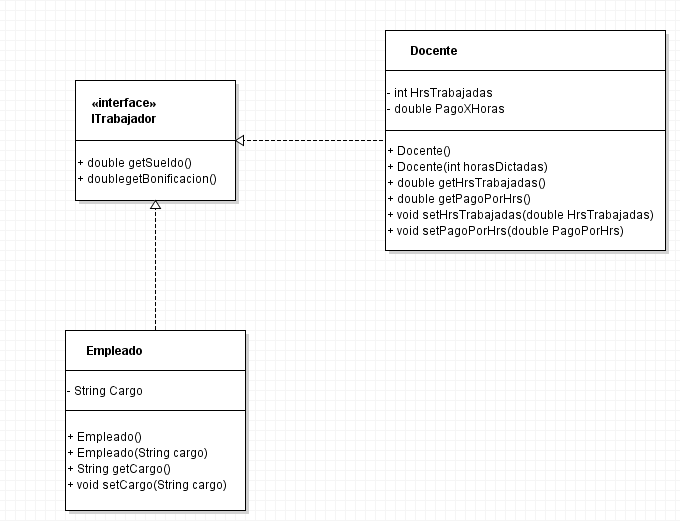 «interface»
ITrabajador
+ double getSueldo()
+ doublegetBonificacion()
Docente
- int HrsTrabajadas
- double PagoXHoras
+ Docente()
+ Docente(int horasDictadas)
+ double getHrsTrabajadas()
+ double getPagoPorHrs()
+ void setHrsTrabajadas(double HrsTrabajadas)
+ void setPagoPorHrs(double PagoPorHrs)
Empleado
- String Cargo
+ Empleado()
+ Empleado(String cargo)
+ String getCargo()
+ void setCargo(String cargo)